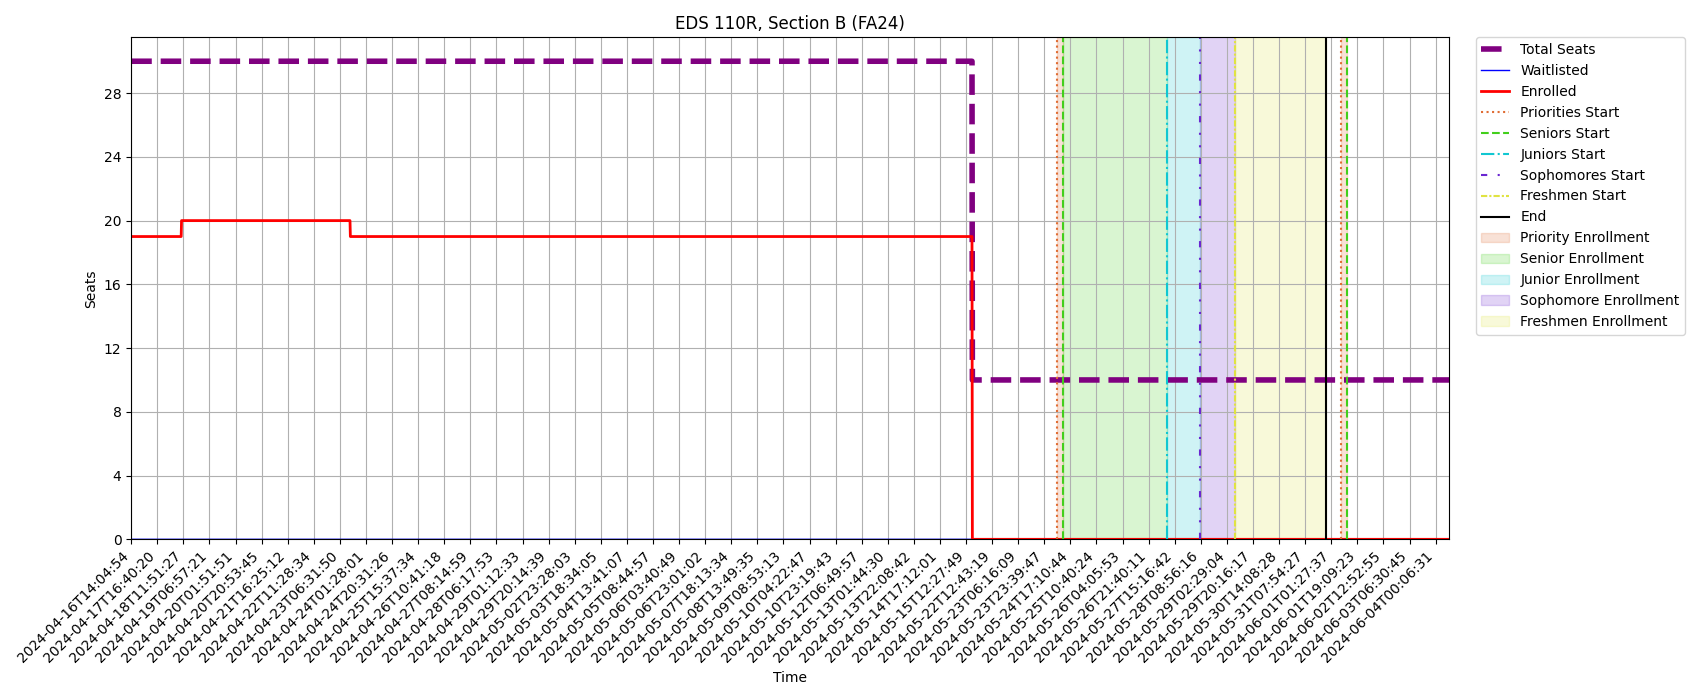 EDS 110R, Section B (FA24)
Total Seats
Waitlisted
Enrolled
Priorities Start
Seniors Start
Juniors Start
Sophomores Start
Freshmen Start
End
Priority Enrollment
Senior Enrollment
Junior Enrollment
Sophomore Enrollment
Freshmen Enrollment
Seats
28
24
20
16
12
8
4
0
2024-04-16T14:04:54
2024-04-17T16:40:20
2024-04-18T11:51:27
2024-04-19T06:57:21
2024-04-20T01:51:51
2024-04-20T20:53:45
2024-04-21T16:25:12
2024-04-22T11:28:34
2024-04-23T06:31:50
2024-04-24T01:28:01
2024-04-24T20:31:26
2024-04-25T15:37:34
2024-04-26T10:41:18
2024-04-27T08:14:59
2024-04-28T06:17:53
2024-04-29T01:12:33
2024-04-29T20:14:39
2024-05-02T23:28:03
2024-05-03T18:34:05
2024-05-04T13:41:07
2024-05-05T08:44:57
2024-05-06T03:40:49
2024-05-06T23:01:02
2024-05-07T18:13:34
2024-05-08T13:49:35
2024-05-09T08:53:13
2024-05-10T04:22:47
2024-05-10T23:19:43
2024-05-12T06:49:57
2024-05-13T01:44:30
2024-05-13T22:08:42
2024-05-14T17:12:01
2024-05-15T12:27:49
2024-05-22T12:43:19
2024-05-23T06:16:09
2024-05-23T23:39:47
2024-05-24T17:10:44
2024-05-25T10:40:24
2024-05-26T04:05:53
2024-05-26T21:40:11
2024-05-27T15:16:42
2024-05-28T08:56:16
2024-05-29T02:29:04
2024-05-29T20:16:17
2024-05-30T14:08:28
2024-05-31T07:54:27
2024-06-01T01:27:37
2024-06-01T19:09:23
2024-06-02T12:52:55
2024-06-03T06:30:45
2024-06-04T00:06:31
Time